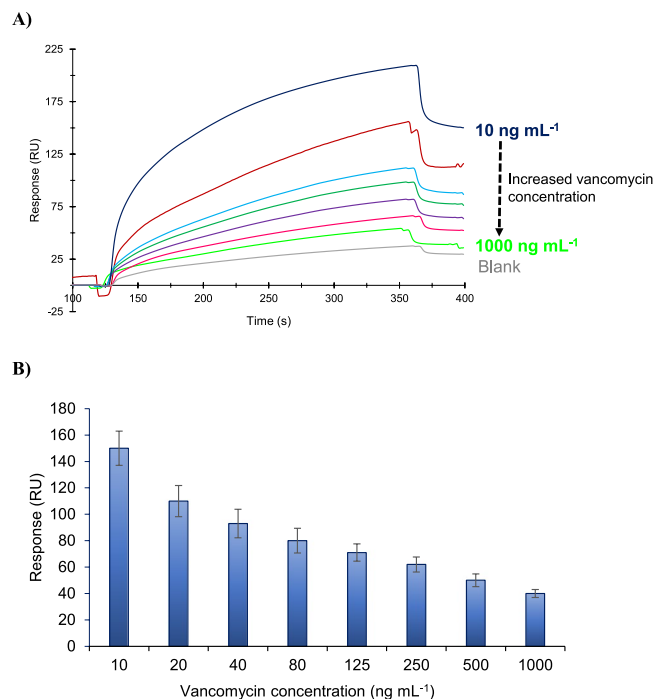 A)
225
175
125
75
25
-25
Response (RU)
100
150
200
250
300
350
400
Time (s)
10 ng mL⁻¹
Increased vancomycin
concentration
1000 ng mL⁻¹
Blank
B)
180
160
140
120
100
80
60
40
20
0
Response (RU)
10 20 40 80 125 250 500 1000
Vancomycin concentration (ng mL⁻¹)